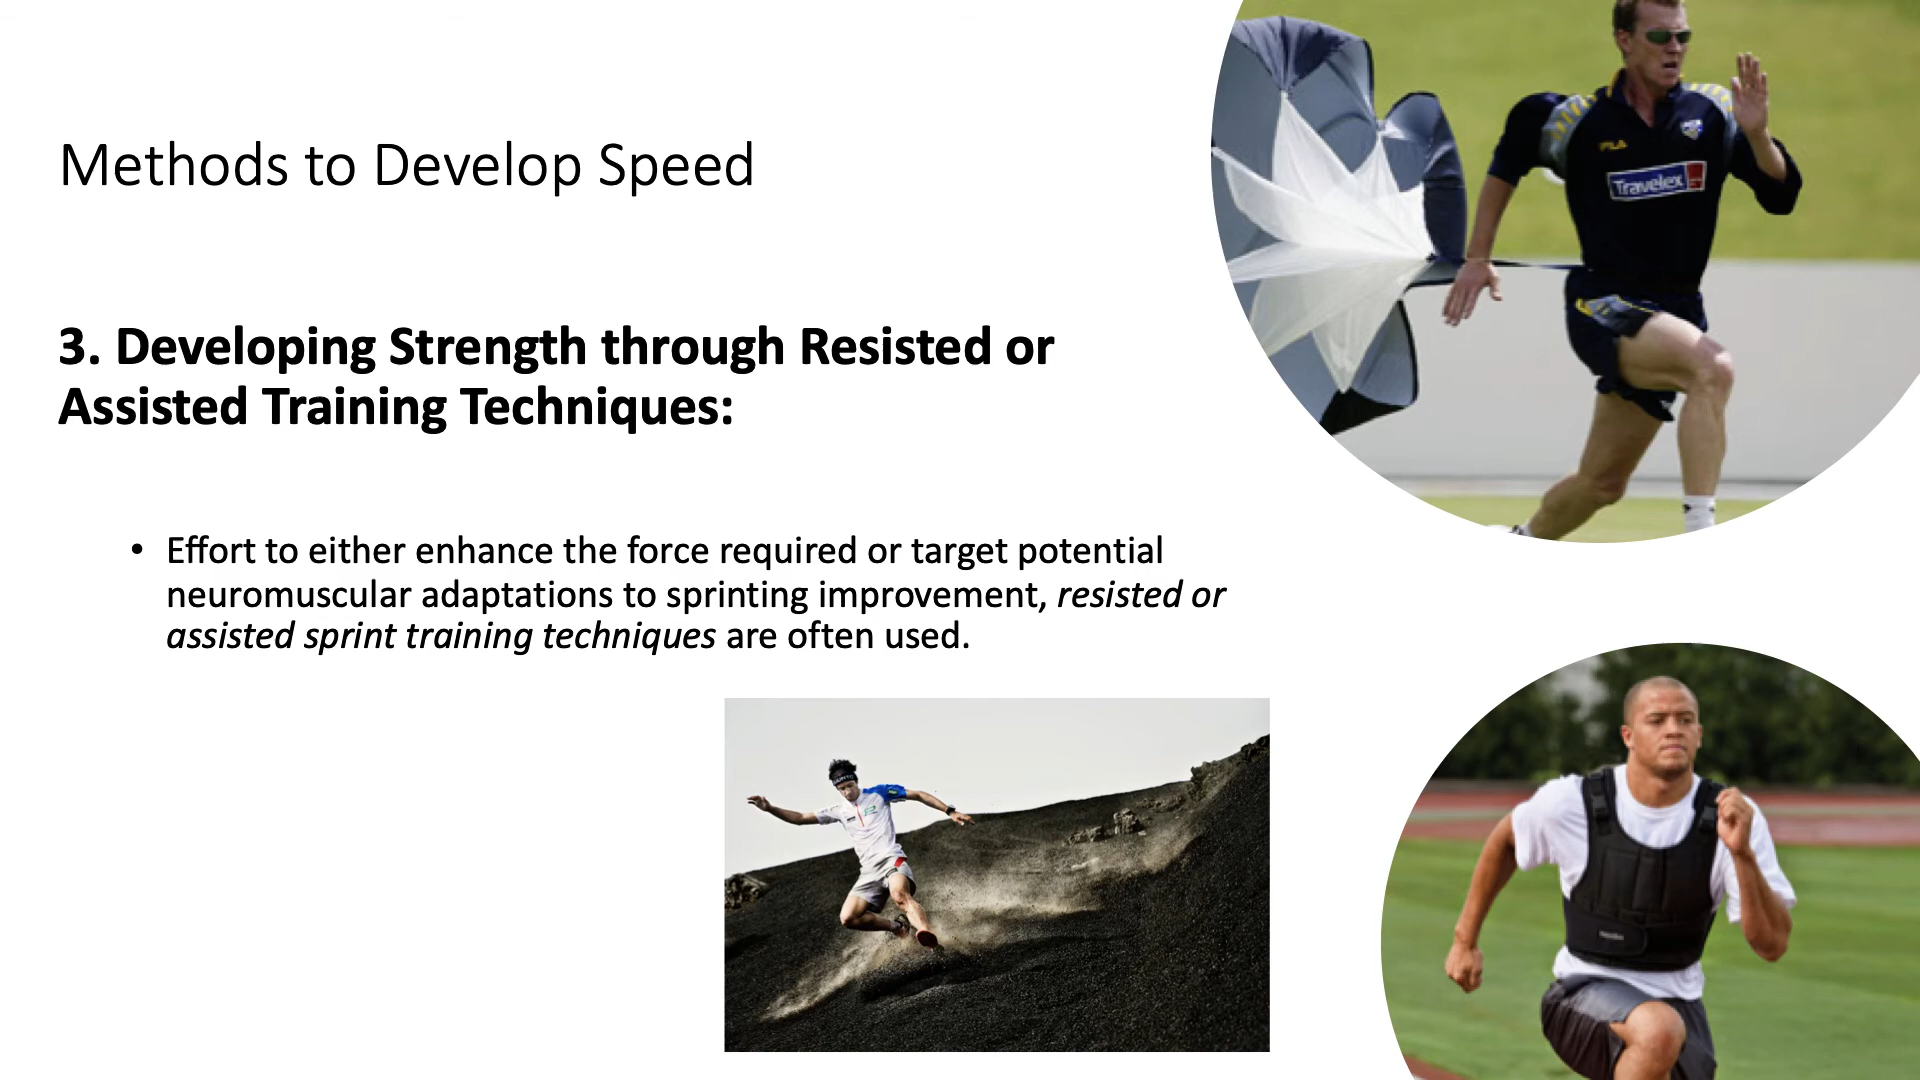 Methods to Develop Speed
3. Developing Strength through Resisted or
Assisted Training Techniques:
• Effort to either enhance the force required or target potential
neuromuscular adaptations to sprinting improvement, resisted or
assisted sprint training techniques are often used.
FILA
Travelex